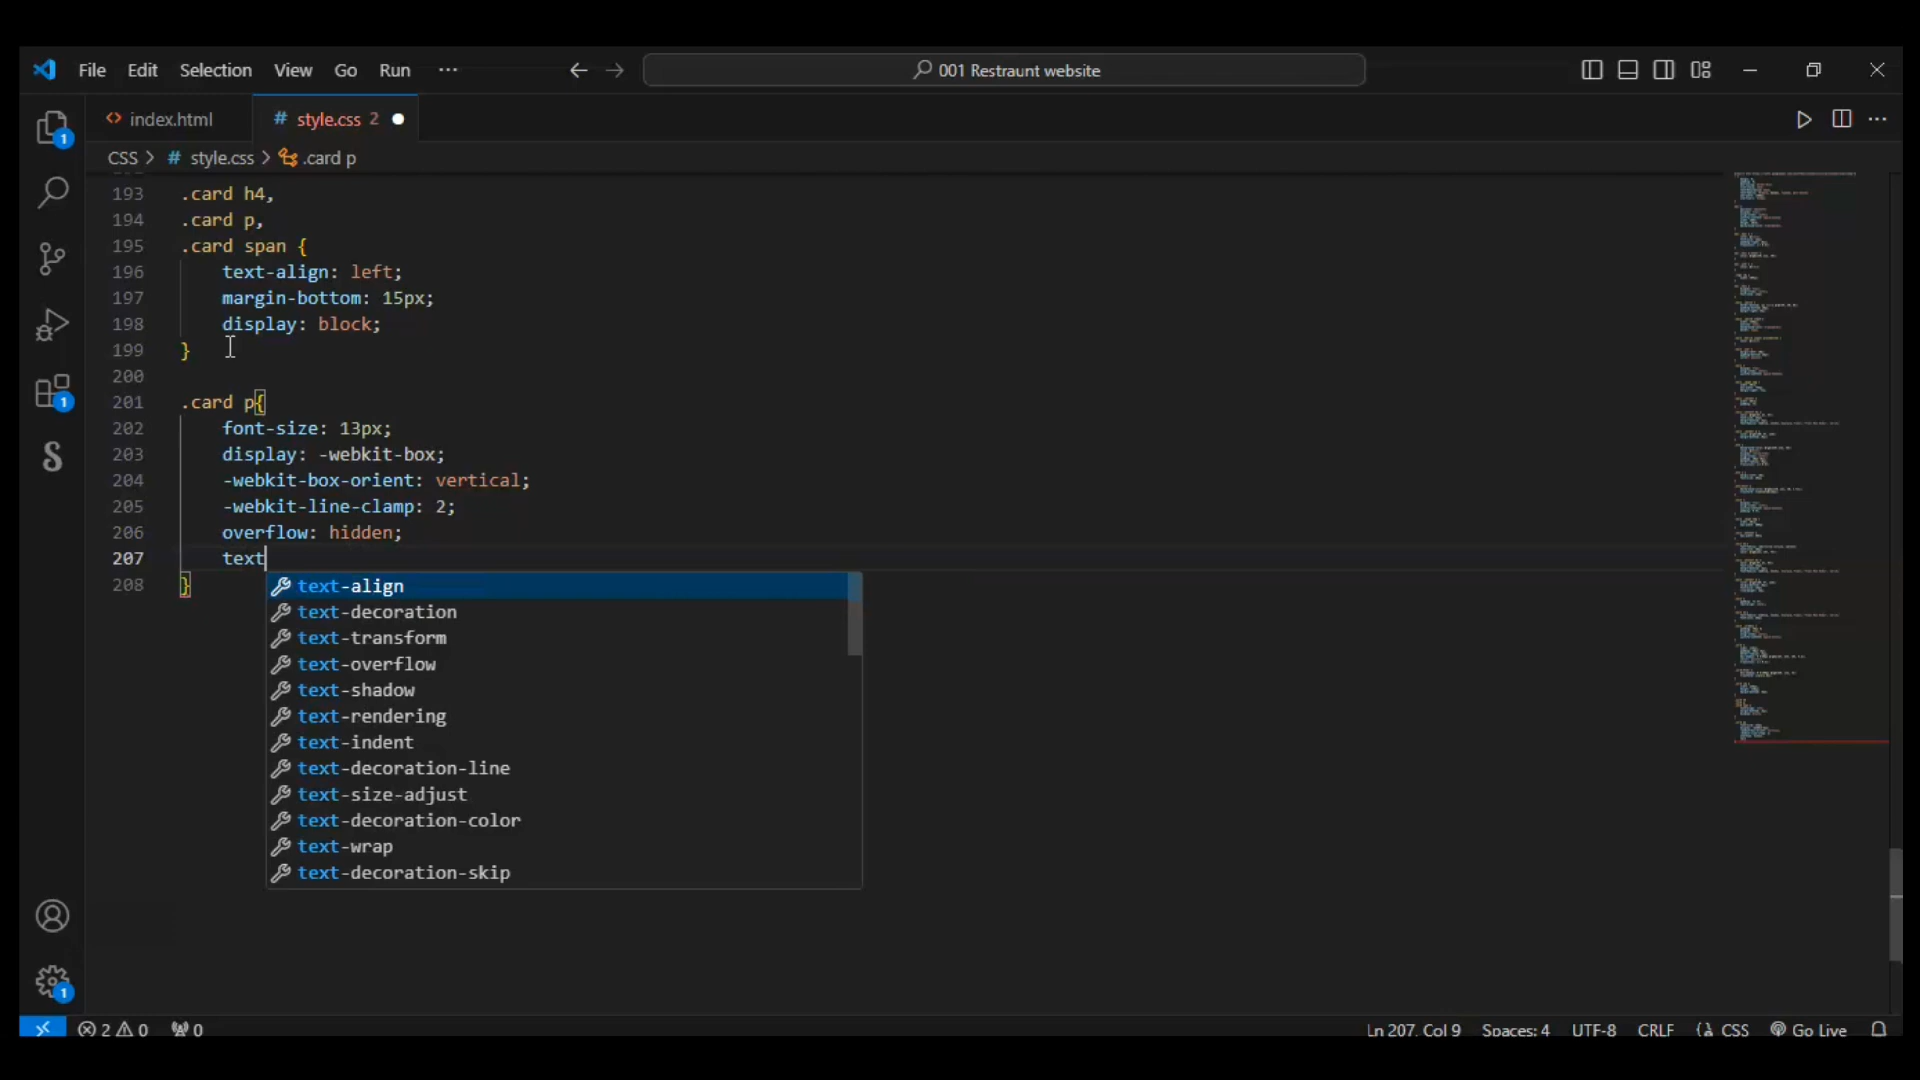 File Edit Selection View Go Run ··· 001 Restraunt website
index.html # style.css 2
CSS > # style.css > .card p
193 .card h4,
194 .card p,
195 .card span {
196 text-align: left;
197 margin-bottom: 15px;
198 display: block;
199 }
200
201 .card p{
202 font-size: 13px;
203 display: -webkit-box;
204 -webkit-box-orient: vertical;
205 -webkit-line-clamp: 2;
206 overflow: hidden;
207 text
208 }
text-align
text-decoration
text-transform
text-overflow
text-shadow
text-rendering
text-indent
text-decoration-line
text-size-adjust
text-decoration-color
text-wrap
text-decoration-skip
1
1
1
2 0 0 Ln 207, Col 9 Spaces: 4 UTF-8 CRLF CSS Go Live